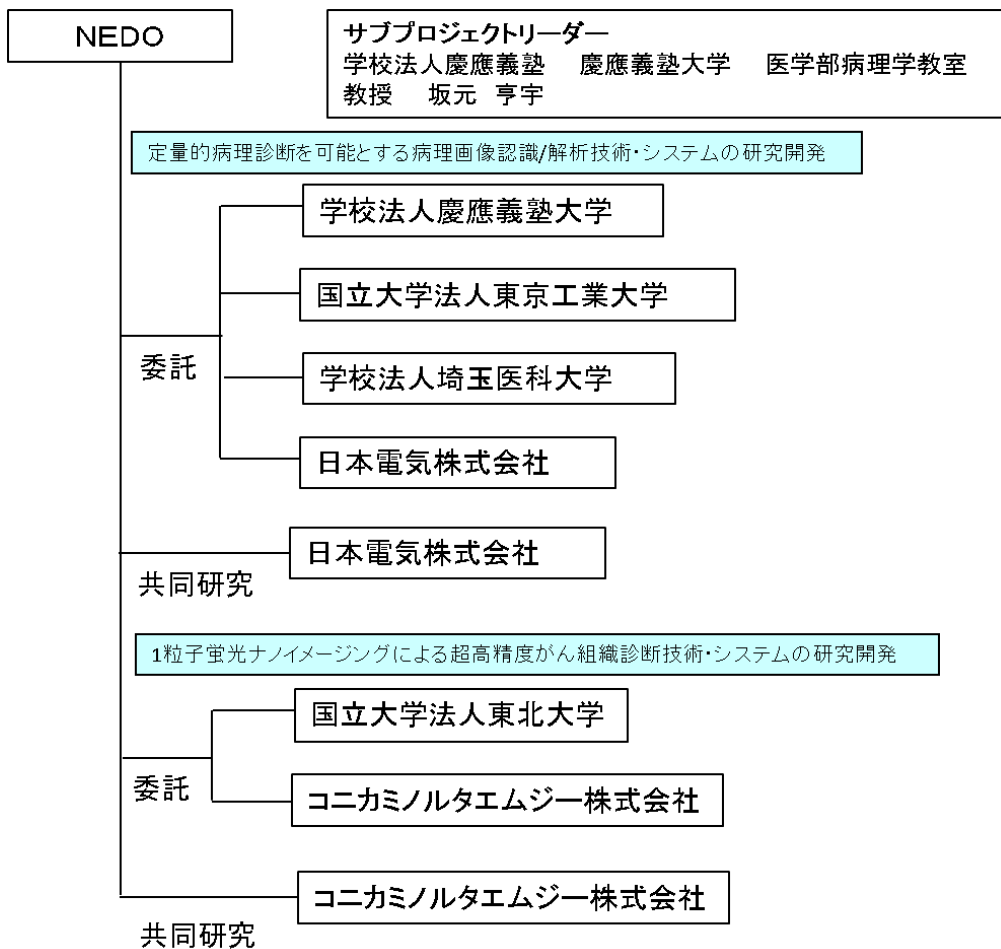 NEDO
サブプロジェクトリーダー
学校法人慶應義塾　慶應義塾大学　医学部病理学教室
教授　坂元　亨宇
定量的病理診断を可能とする病理画像認識/解析技術・システムの研究開発
学校法人慶應義塾大学
国立大学法人東京工業大学
委託
学校法人埼玉医科大学
日本電気株式会社
日本電気株式会社
共同研究
1粒子蛍光ナノイメージングによる超高精度がん組織診断技術・システムの研究開発
国立大学法人東北大学
委託
コニカミノルタエムジー株式会社
コニカミノルタエムジー株式会社
共同研究